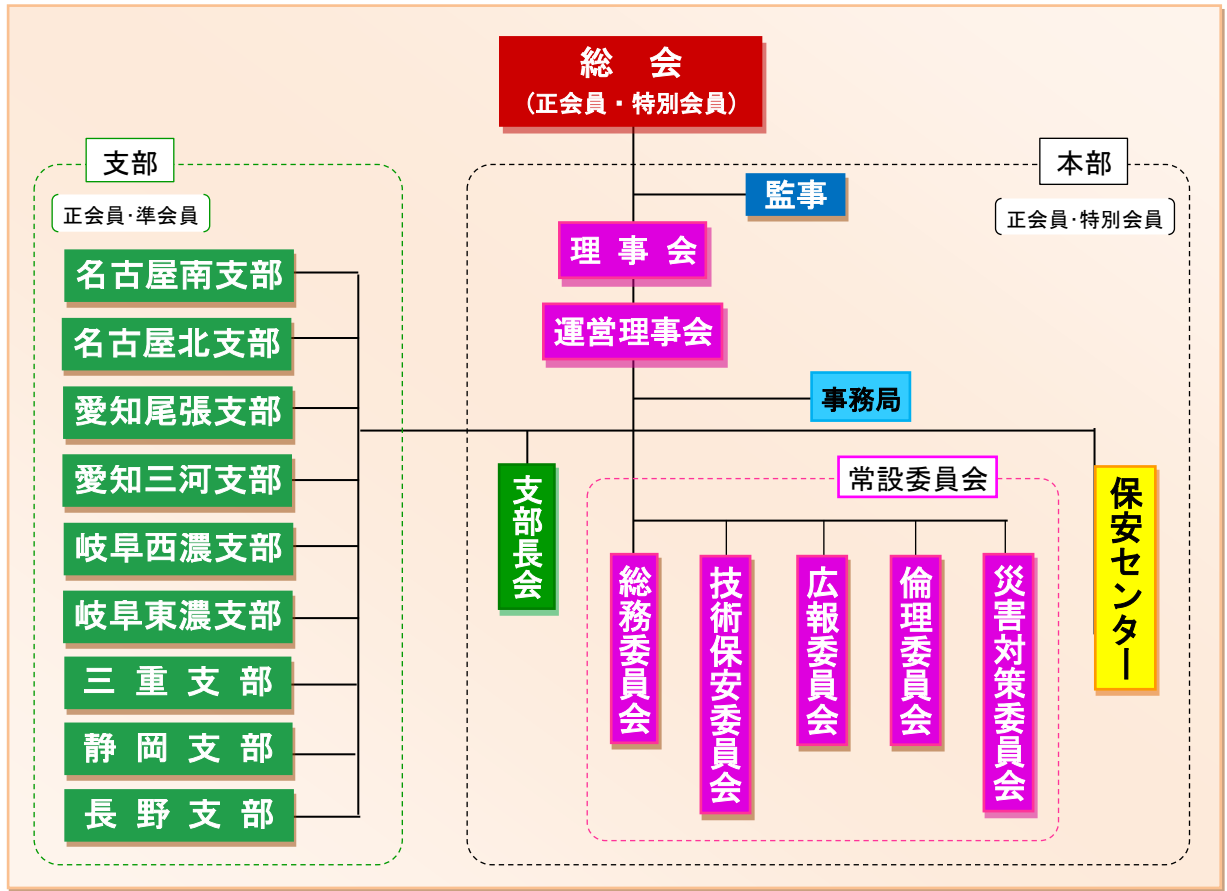 総　会
（正会員・特別会員）
支部
正会員･準会員
名古屋南支部
名古屋北支部
愛知尾張支部
愛知三河支部
岐阜西濃支部
岐阜東濃支部
三 重 支 部
静 岡 支 部
長 野 支 部
本部
正会員･特別会員
監事
理 事 会
運営理事会
事務局
支部長会
常設委員会
総務委員会
技術保安委員会
広報委員会
倫理委員会
災害対策委員会
保安センター